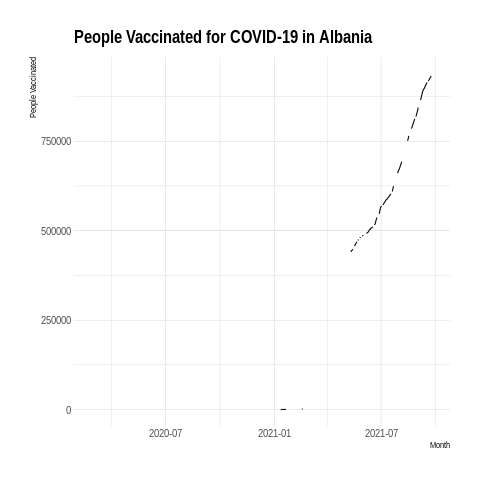 People Vaccinated for COVID-19 in Albania
People Vaccinated
750000
500000
250000
0
2020-07
2021-01
2021-07
Month